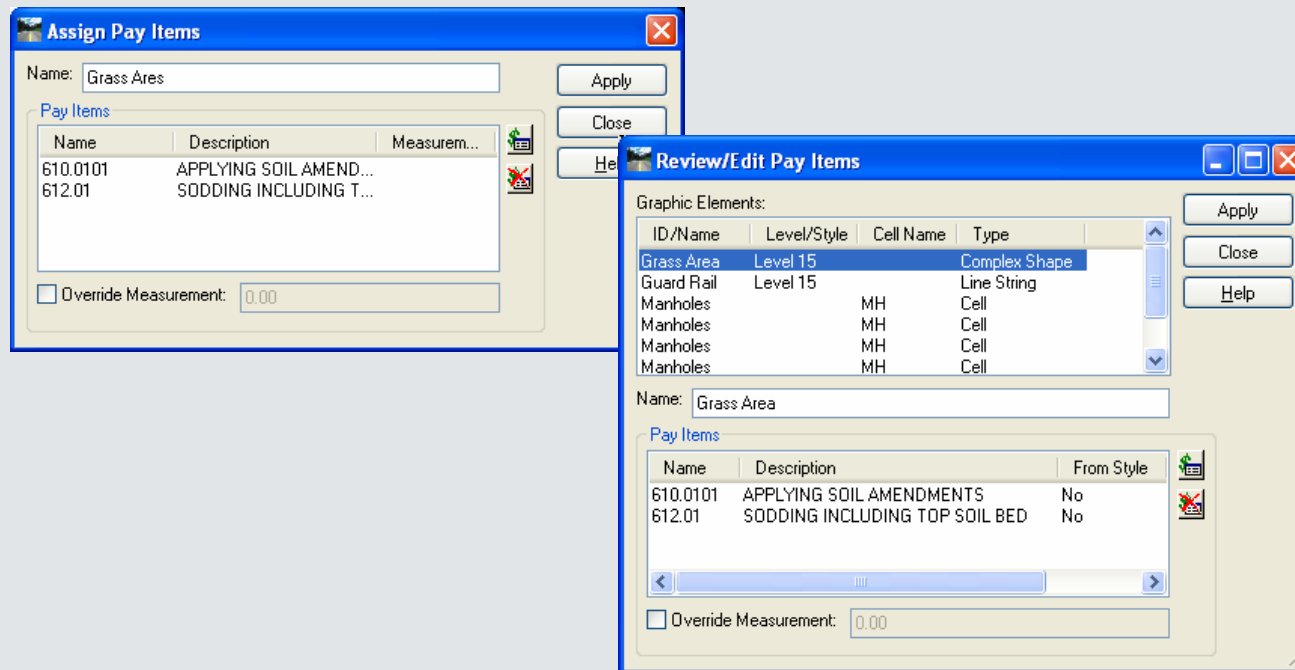 Assign Pay Items
Name: Grass Ares
Apply
Pay Items
Close
Name Description Measurem...
610.0101 APPLYING SOIL AMEND...
612.01 SODDING INCLUDING T...
Override Measurement: 0.00
Review/Edit Pay Items
Graphic Elements:
Apply
ID/Name Level/Style Cell Name Type
Close
Grass Area Level 15 Complex Shape
Guard Rail Level 15 Line String
Help
Manholes MH Cell
Manholes MH Cell
Manholes MH Cell
Manholes MH Cell
Name: Grass Area
Pay Items
Name Description From Style
610.0101 APPLYING SOIL AMENDMENTS No
612.01 SODDING INCLUDING TOP SOIL BED No
Override Measurement: 0.00